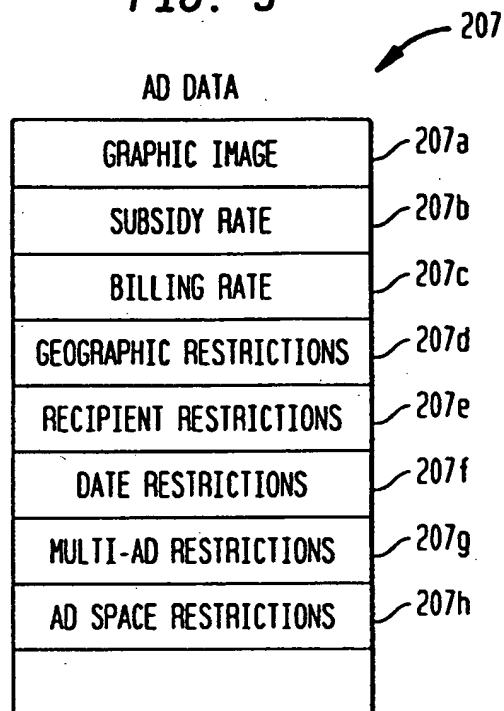 FIG. 3
207
AD DATA
GRAPHIC IMAGE 207a
SUBSIDY RATE 207b
BILLING RATE 207c
GEOGRAPHIC RESTRICTIONS 207d
RECIPIENT RESTRICTIONS 207e
DATE RESTRICTIONS 207f
MULTI-AD RESTRICTIONS 207g
AD SPACE RESTRICTIONS 207h